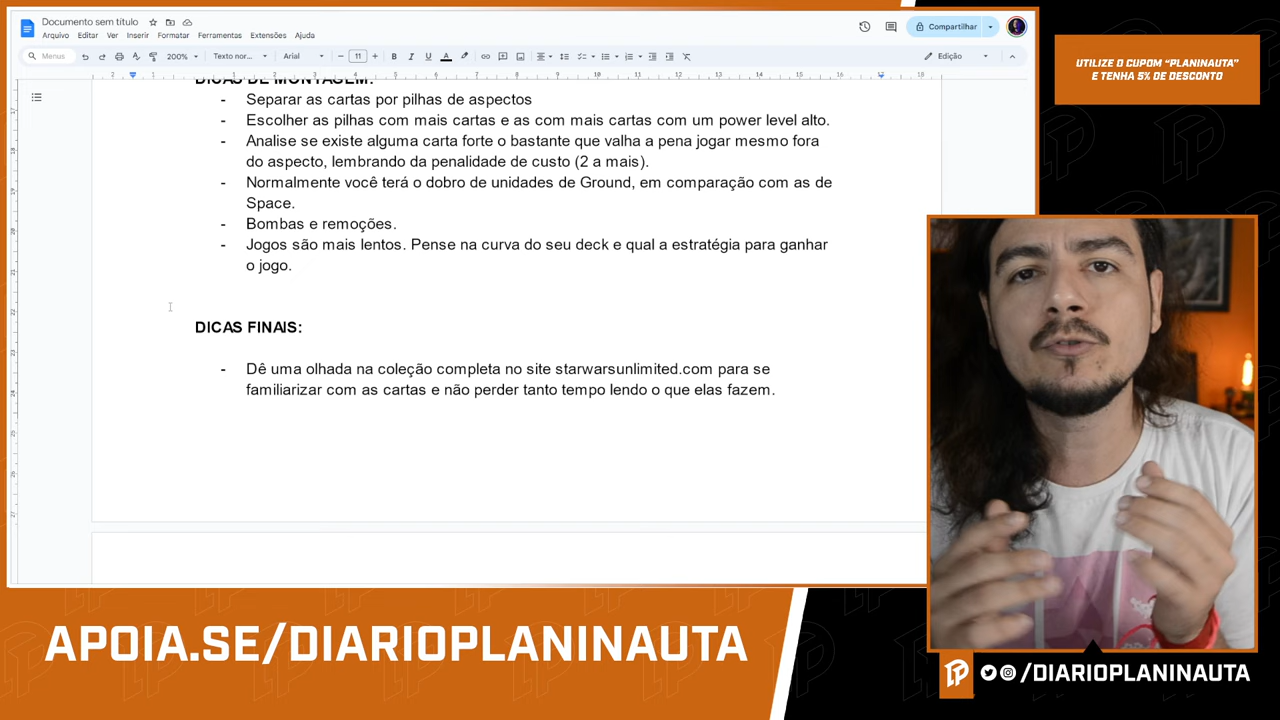 Documento sem título
Arquivo Editar Ver Inserir Formatar Ferramentas Extensões Ajuda
Compartilhar
Menus
200%
Texto nor...
Arial
11
Edição
DICAS DE MONTAGEM:
- Separar as cartas por pilhas de aspectos
- Escolher as pilhas com mais cartas e as com mais cartas com um power level alto.
- Analise se existe alguma carta forte o bastante que valha a pena jogar mesmo fora
do aspecto, lembrando da penalidade de custo (2 a mais).
- Normalmente você terá o dobro de unidades de Ground, em comparação com as de
Space.
- Bombas e remoções.
- Jogos são mais lentos. Pense na curva do seu deck e qual a estratégia para ganhar
o jogo.
DICAS FINAIS:
- Dê uma olhada na coleção completa no site starwarsunlimited.com para se
familiarizar com as cartas e não perder tanto tempo lendo o que elas fazem.
UTILIZE O CUPOM "PLANINAUTA"
E TENHA 5% DE DESCONTO
APOIA.SE/DIARIOPLANINAUTA
/DIARIOPLANINAUTA